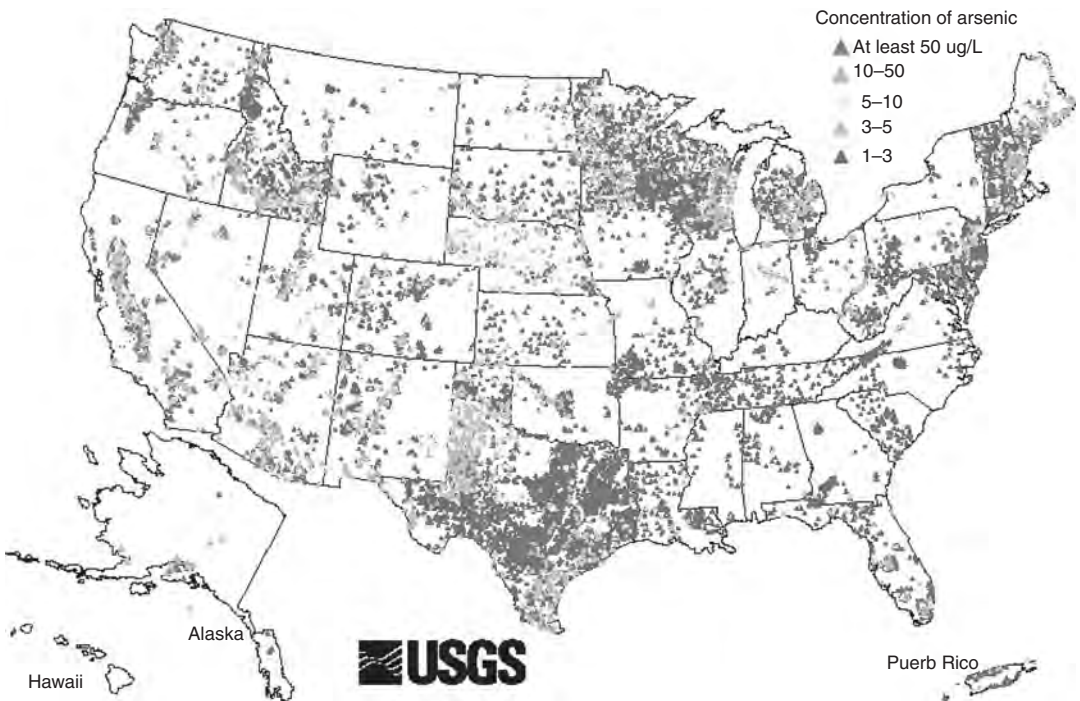 Concentration of arsenic
At least 50 ug/L
10–50
5–10
3–5
1–3
Alaska
Hawaii
USGS
Puerb Rico